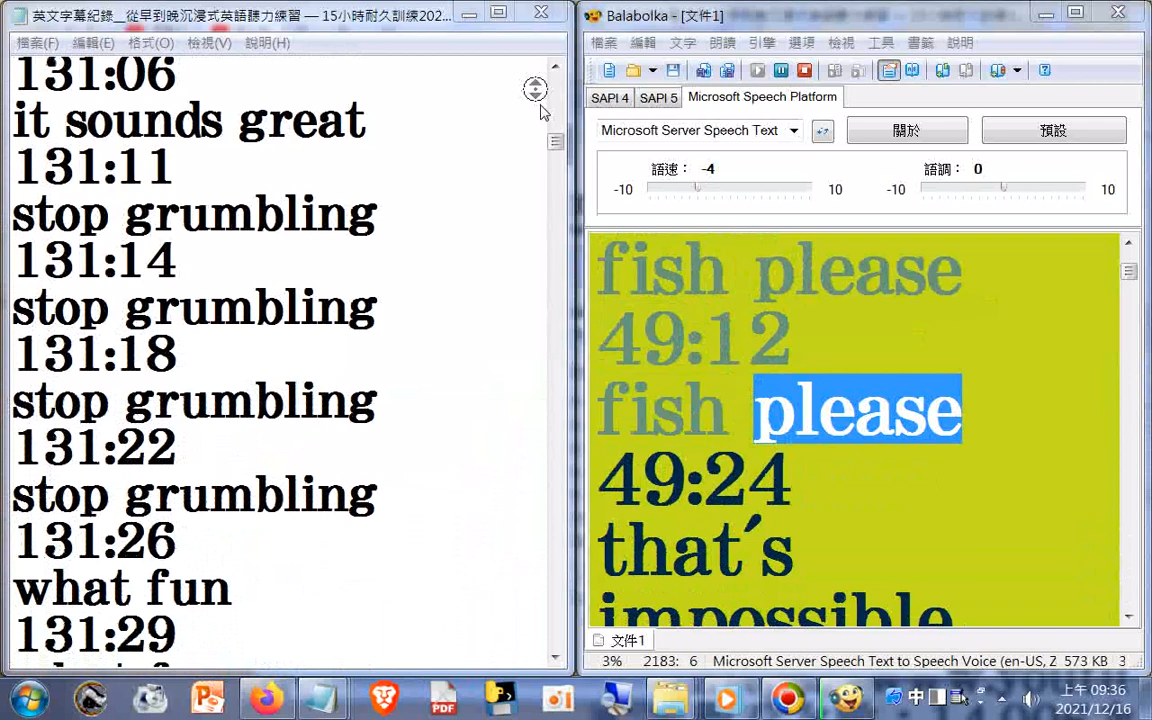 英文字幕紀錄__從早到晚沉浸式英語聽力練習 — 15小時耐久訓練202...
檔案(F) 編輯(E) 格式(O) 檢視(V) 說明(H)
131:06
it sounds great
131:11
stop grumbling
131:14
stop grumbling
131:18
stop grumbling
131:22
stop grumbling
131:26
what fun
131:29
Balabolka - [文件1]
檔案 編輯 文字 朗讀 引擎 選項 檢視 工具 書籤 說明
SAPI 4 SAPI 5 Microsoft Speech Platform
Microsoft Server Speech Text 關於 預設
語速： -4 語調： 0
-10 10 -10 10
fish please
49:12
fish please
49:24
that's
impossible
文件1
3% 2183: 6 Microsoft Server Speech Text to Speech Voice (en-US, Z 573 KB 3
中 上午 09:36
2021/12/16